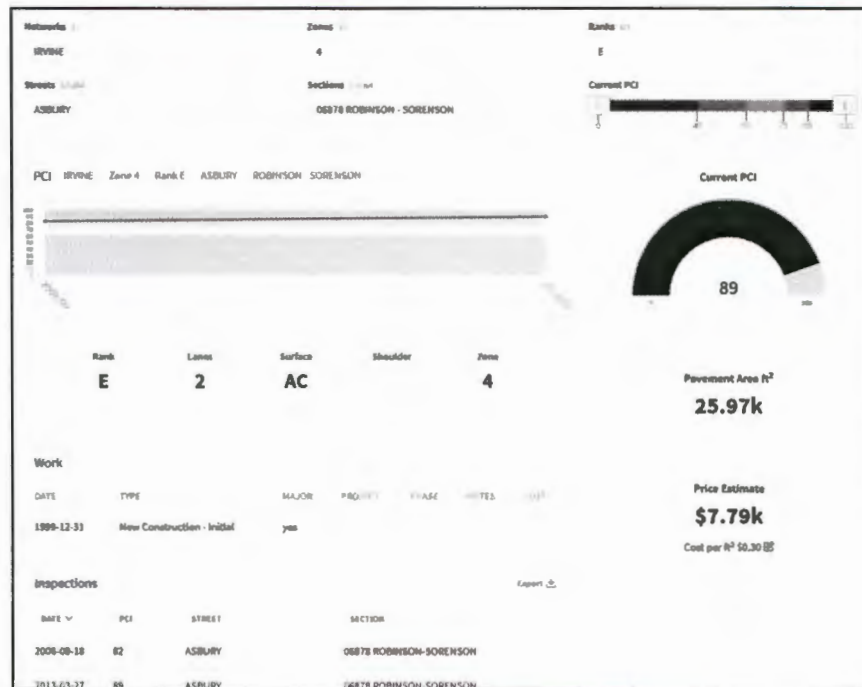 Networks
Zones
Ranks
IRVINE
4
E
Streets
Sections
Current PCI
ASBURY
06878 ROBINSON - SORENSON
0
PCI IRVINE Zone 4 Rank E ASBURY ROBINSON SORENSON
Current PCI
89
Rank Lanes Surface Shoulder Zone
E 2 AC 4
Pavement Area ft²
25.97k
Work
DATE TYPE MAJOR
1999-12-31 New Construction - Initial yes
Price Estimate
$7.79k
Cost per ft² $0.30
Inspections
Export
DATE PCI STREET SECTION
2008-08-18 82 ASBURY 06878 ROBINSON-SORENSON
2013-03-27 89 ASBURY 06878 ROBINSON-SORENSON